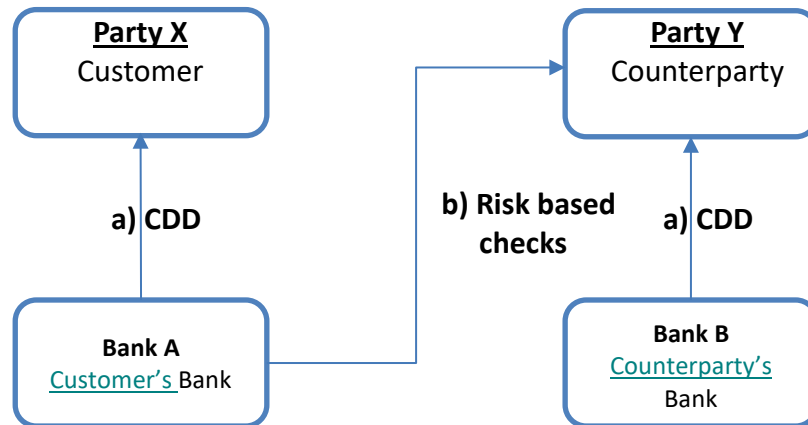 Party X
Customer
Party Y
Counterparty
a) CDD
b) Risk based
checks
a) CDD
Bank A
Customer's Bank
Bank B
Counterparty's
Bank